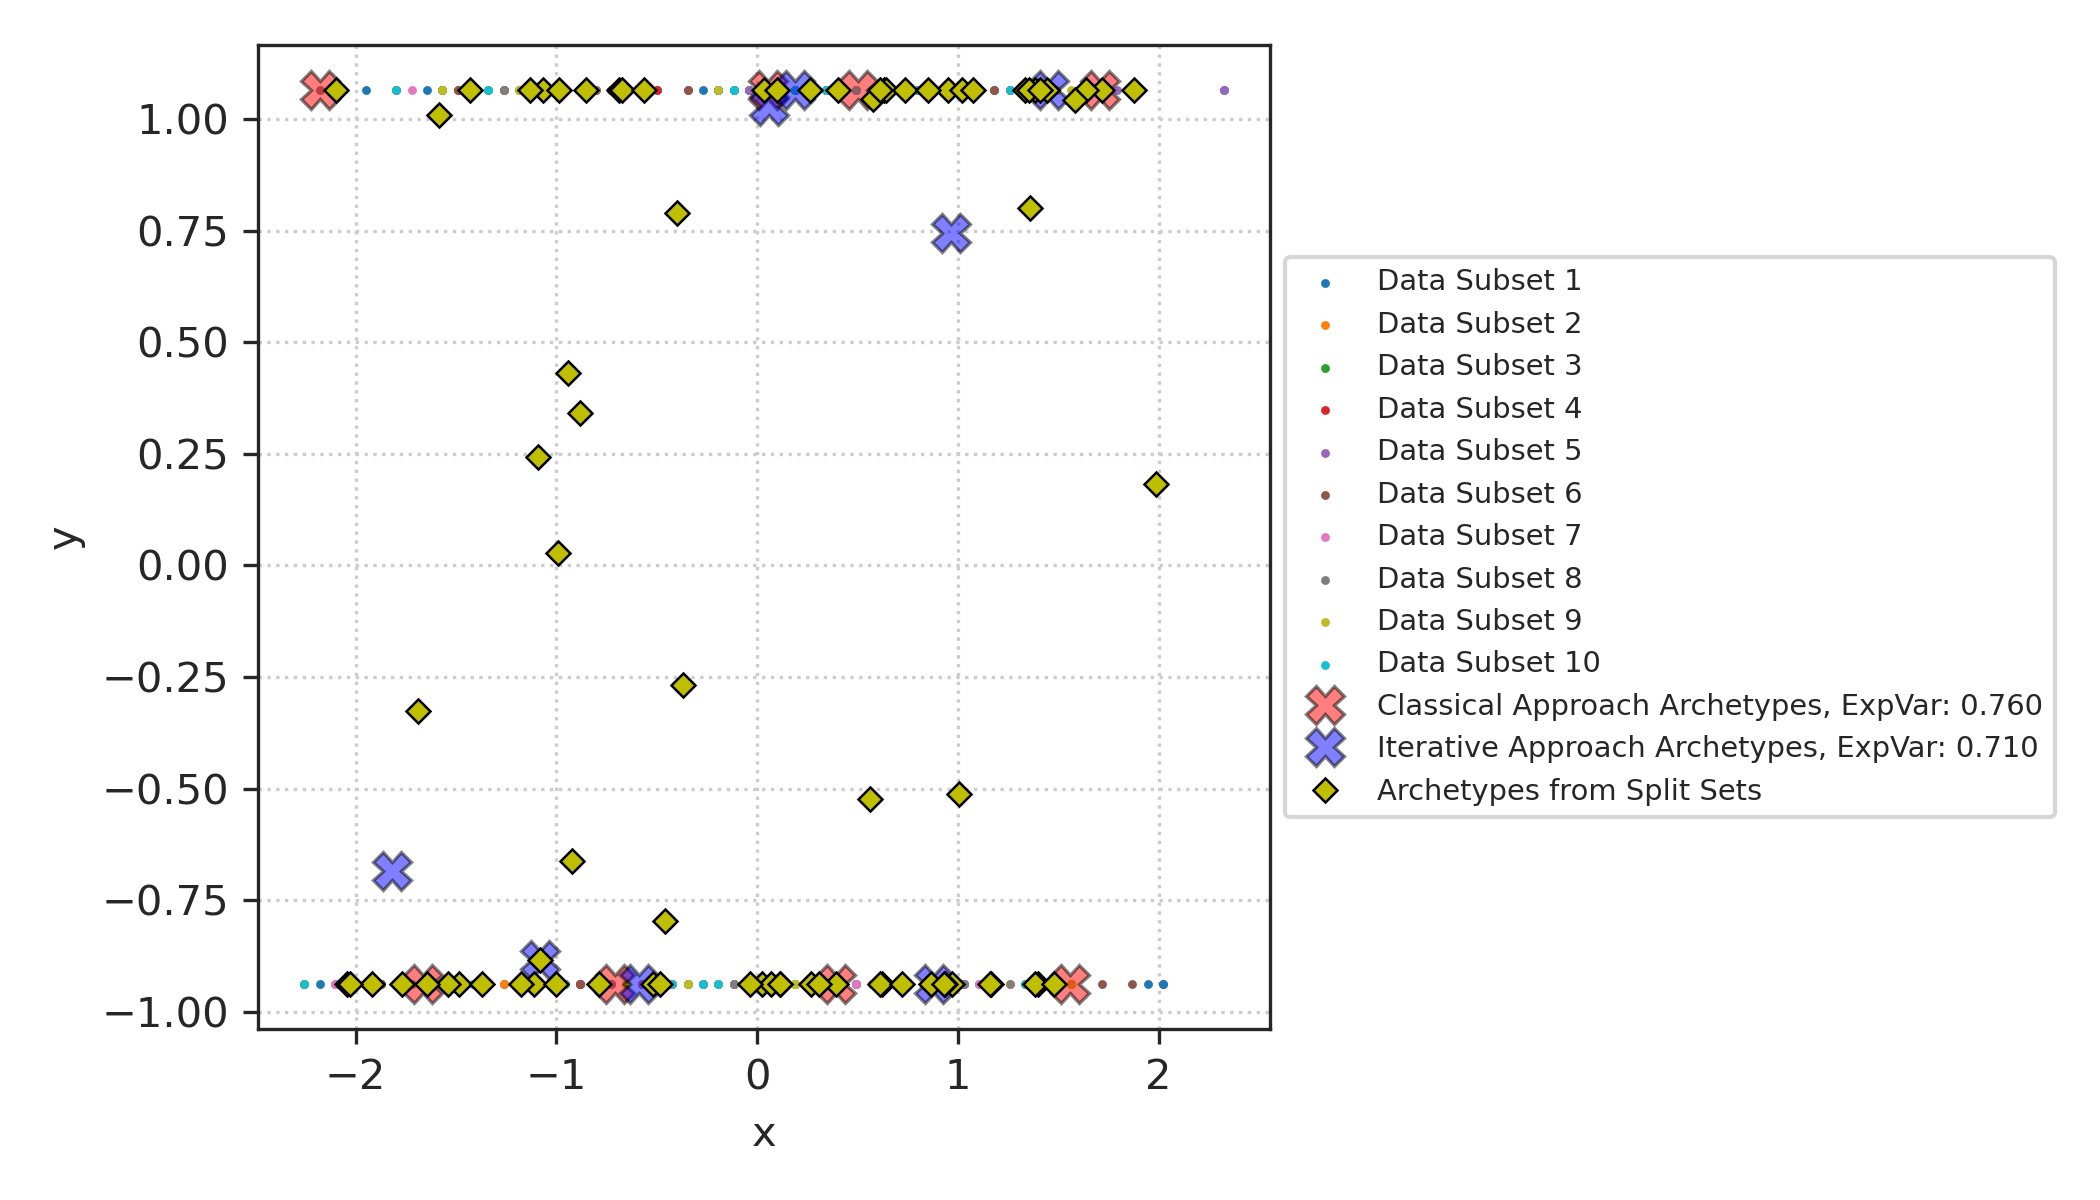 1.00
0.75
0.50
0.25
0.00
−0.25
−0.50
−0.75
−1.00
y
−2
−1
0
1
2
x
Data Subset 1
Data Subset 2
Data Subset 3
Data Subset 4
Data Subset 5
Data Subset 6
Data Subset 7
Data Subset 8
Data Subset 9
Data Subset 10
Classical Approach Archetypes, ExpVar: 0.760
Iterative Approach Archetypes, ExpVar: 0.710
Archetypes from Split Sets